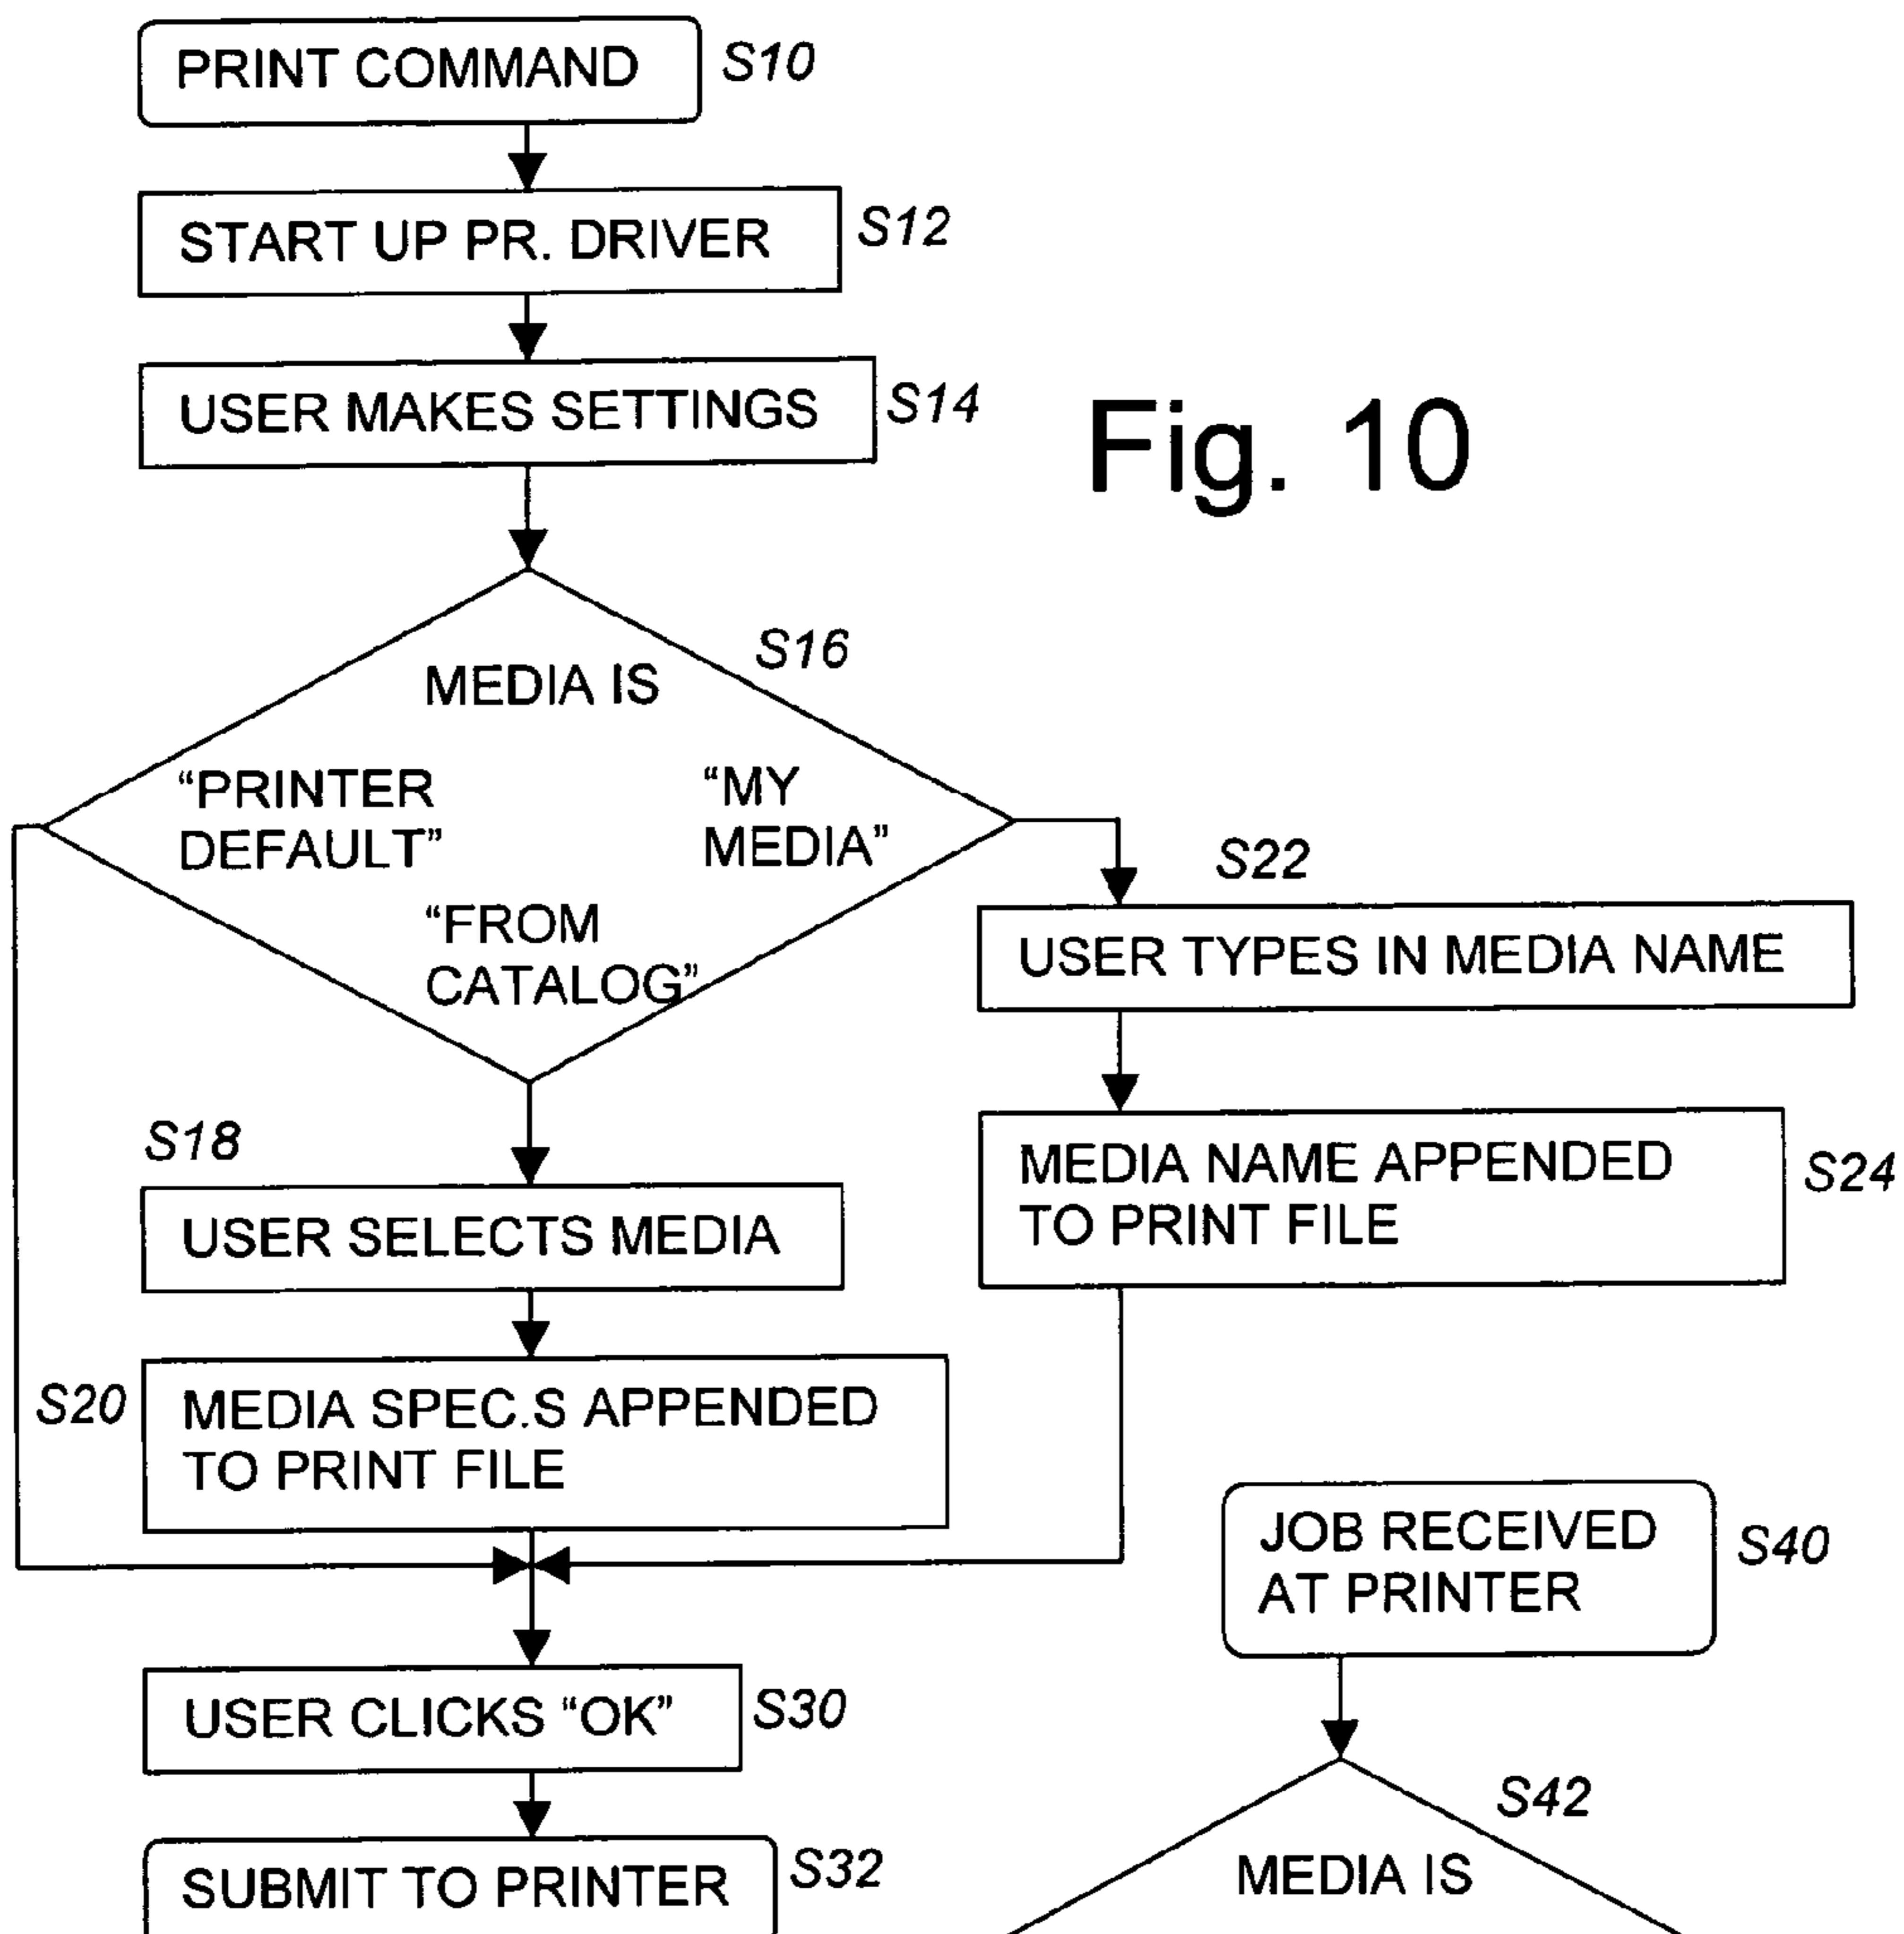 PRINT COMMAND
S10
START UP PR. DRIVER
S12
USER MAKES SETTINGS
S14
Fig. 10
S16
MEDIA IS
“PRINTER
DEFAULT”
“MY
MEDIA”
“FROM
CATALOG”
S22
USER TYPES IN MEDIA NAME
MEDIA NAME APPENDED
TO PRINT FILE
S24
S18
USER SELECTS MEDIA
S20
MEDIA SPEC.S APPENDED
TO PRINT FILE
JOB RECEIVED
AT PRINTER
S40
USER CLICKS “OK”
S30
S42
MEDIA IS
SUBMIT TO PRINTER
S32